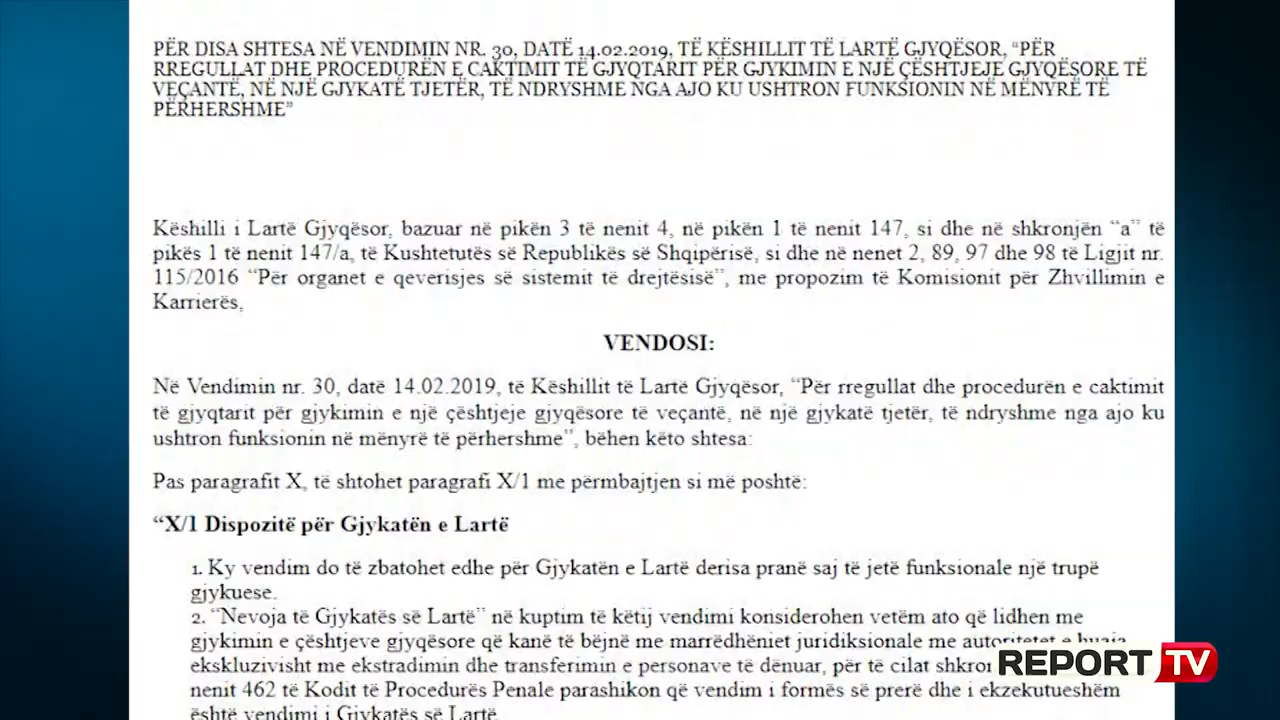 PËR DISA SHTESA NË VENDIMIN NR. 30, DATË 14.02.2019, TË KËSHILLIT TË LARTË GJYQËSOR, “PËR
RREGULLAT DHE PROCEDURËN E CAKTIMIT TË GJYQTARIT PËR GJYKIMIN E NJË ÇËSHTJEJE GJYQËSORE TË
VEÇANTË, NË NJË GJYKATË TJETËR, TË NDRYSHME NGA AJO KU USHTRON FUNKSIONIN NË MËNYRË TË
PËRHERSHME”
Këshilli i Lartë Gjyqësor, bazuar në pikën 3 të nenit 4, në pikën 1 të nenit 147, si dhe në shkronjën “a” të
pikës 1 të nenit 147/a, të Kushtetutës së Republikës së Shqipërisë, si dhe në nenet 2, 89, 97 dhe 98 të Ligjit nr.
115/2016 “Për organet e qeverisjes së sistemit të drejtësisë”, me propozim të Komisionit për Zhvillimin e
Karrierës,
VENDOSI:
Në Vendimin nr. 30, datë 14.02.2019, të Këshillit të Lartë Gjyqësor, “Për rregullat dhe procedurën e caktimit
të gjyqtarit për gjykimin e një çështjeje gjyqësore të veçantë, në një gjykatë tjetër, të ndryshme nga ajo ku
ushtron funksionin në mënyrë të përhershme”, bëhen këto shtesa:
Pas paragrafit X, të shtohet paragrafi X/1 me përmbajtjen si më poshtë:
“X/1 Dispozitë për Gjykatën e Lartë
1. Ky vendim do të zbatohet edhe për Gjykatën e Lartë derisa pranë saj të jetë funksionale një trupë
gjykuese.
2. “Nevoja të Gjykatës së Lartë” në kuptim të këtij vendimi konsiderohen vetëm ato që lidhen me
gjykimin e çështjeve gjyqësore që kanë të bëjnë me marrëdhëniet juridiksionale me autoritetet e huaja
ekskluzivisht me ekstradimin dhe transferimin e personave të dënuar, për të cilat
nenit 462 të Kodit të Procedurës Penale parashikon që vendim i formës së prerë dhe i ekzekutueshëm
është vendimi i Gjykatës së Lartë.
REPORT TV